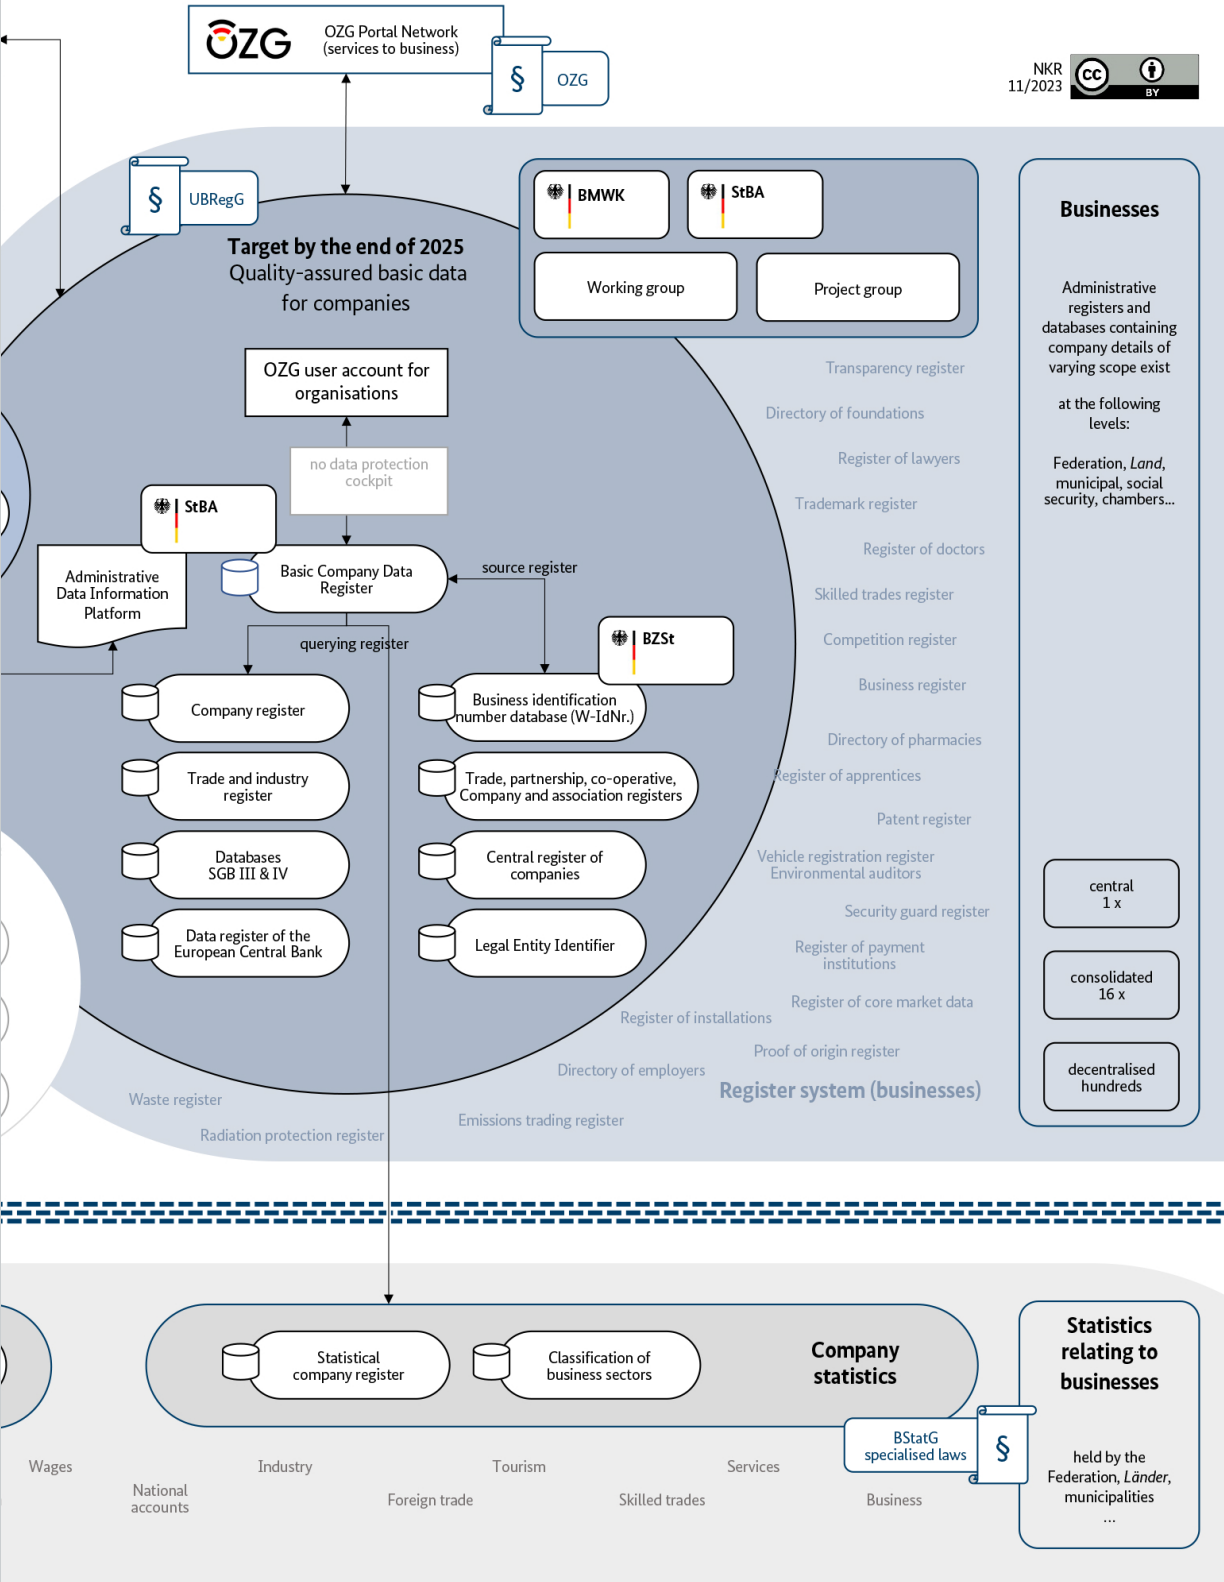 OZG
OZG Portal Network
(services to business)
§
OZG
NKR
11/2023
cc
BY
§
UBRegG
BMWK
StBA
Working group
Project group
Target by the end of 2025
Quality-assured basic data
for companies
OZG user account for
organisations
no data protection
cockpit
StBA
Administrative
Data Information
Platform
Basic Company Data
Register
source register
querying register
BZSt
Company register
Business identification
number database (W-IdNr.)
Trade and industry
register
Trade, partnership, co-operative,
Company and association registers
Databases
SGB III & IV
Central register of
companies
Data register of the
European Central Bank
Legal Entity Identifier
Transparency register
Directory of foundations
Register of lawyers
Trademark register
Register of doctors
Skilled trades register
Competition register
Business register
Directory of pharmacies
Register of apprentices
Patent register
Vehicle registration register
Environmental auditors
Security guard register
Register of payment
institutions
Register of core market data
Register of installations
Proof of origin register
Directory of employers
Register system (businesses)
Waste register
Emissions trading register
Radiation protection register
Businesses
Administrative
registers and
databases containing
company details of
varying scope exist
at the following
levels:
Federation, Land,
municipal, social
security, chambers...
central
1 x
consolidated
16 x
decentralised
hundreds
Statistical
company register
Classification of
business sectors
Company
statistics
BStatG
specialised laws
§
Statistics
relating to
businesses
held by the
Federation, Länder,
municipalities
...
Wages
Industry
Tourism
Services
National
accounts
Foreign trade
Skilled trades
Business